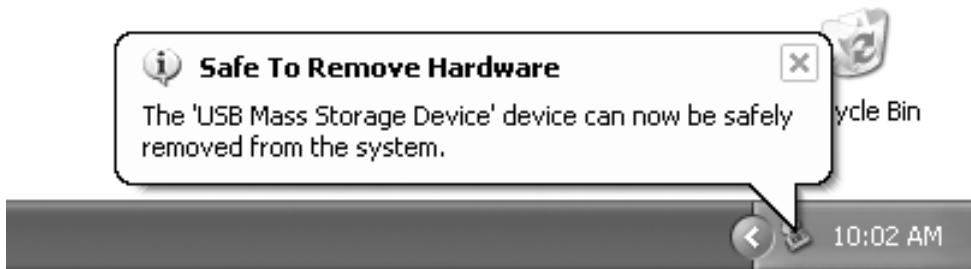 Safe To Remove Hardware
The 'USB Mass Storage Device' device can now be safely
removed from the system.
ycle Bin
10:02 AM